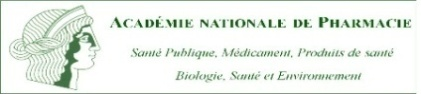 ACADÉMIE NATIONALE DE PHARMACIE
Santé Publique, Médicament, Produits de santé
Biologie, Santé et Environnement